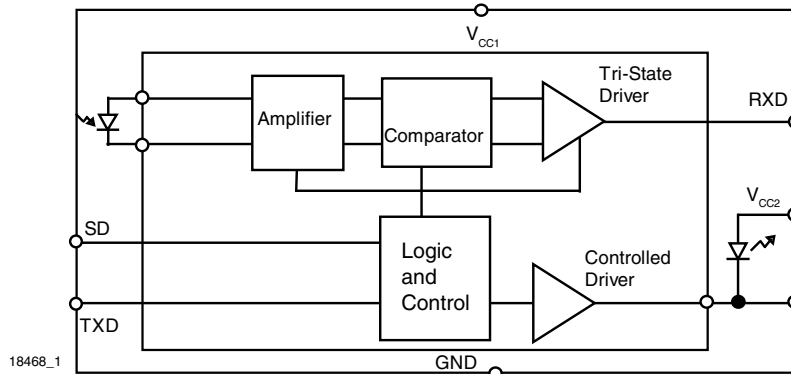 VCC1
Tri-State
Driver
RXD
Amplifier
Comparator
VCC2
SD
Logic
and
Control
Controlled
Driver
TXD
18468_1
GND